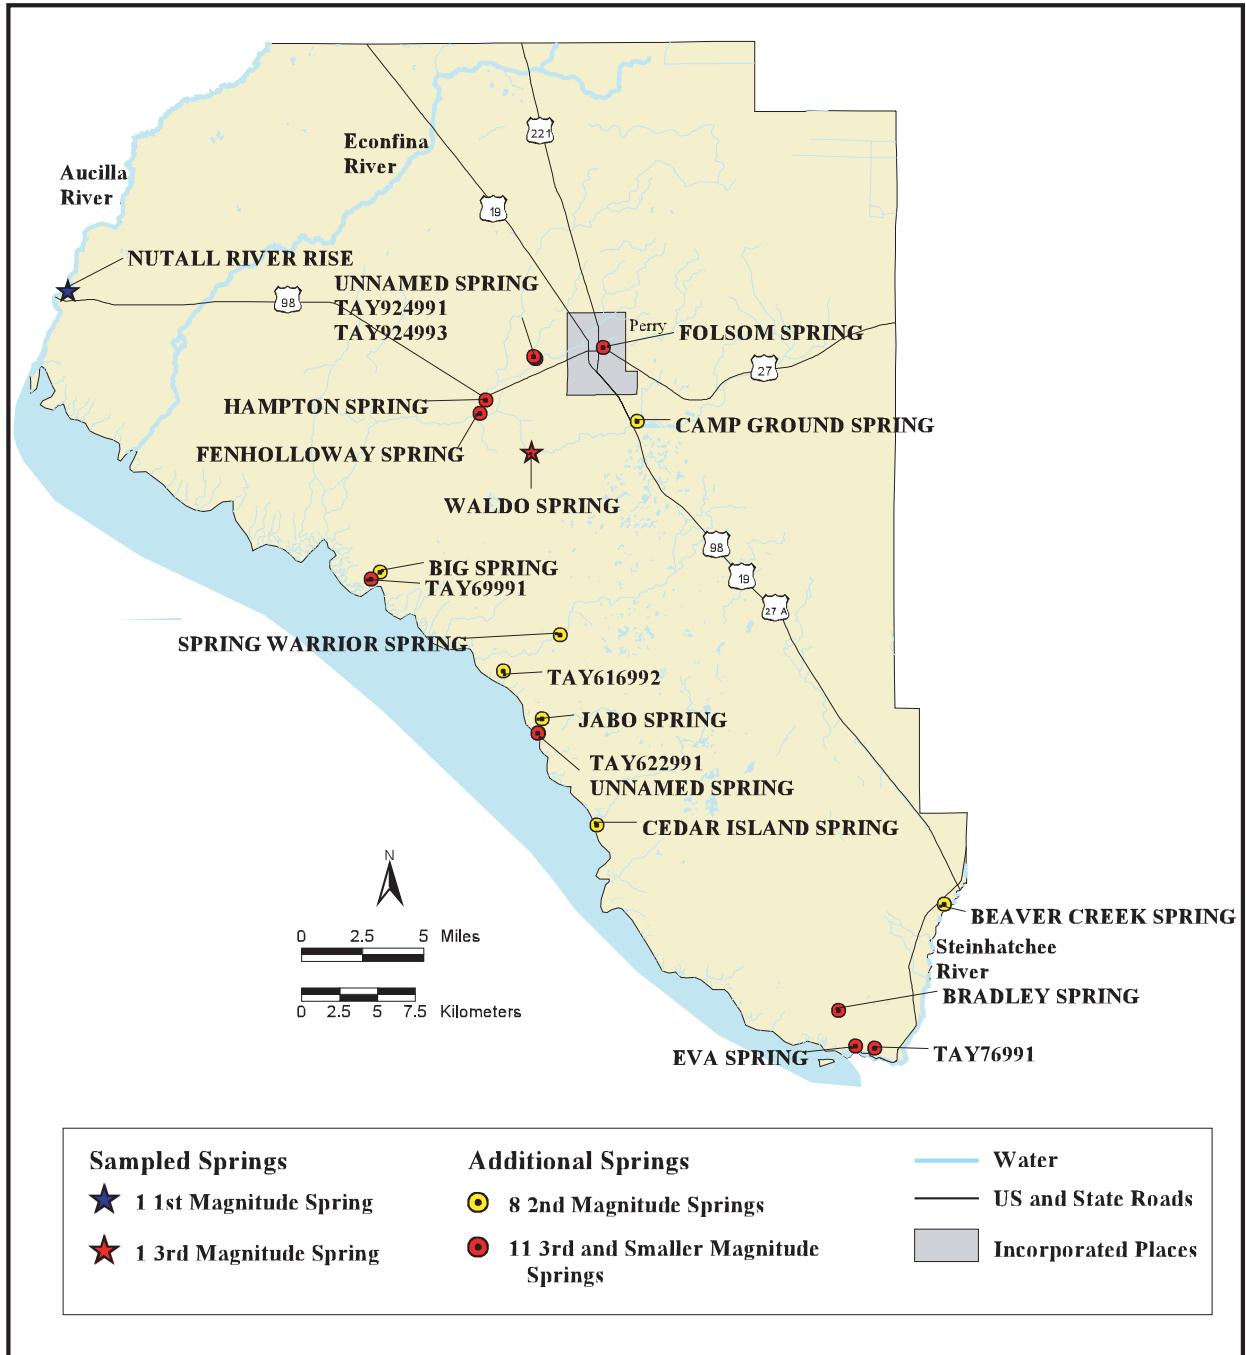 221
Econfina
River
Aucilla
River
19
NUTALL RIVER RISE
UNNAMED SPRING
TAY924991
TAY924993
98
Perry
FOLSOM SPRING
27
HAMPTON SPRING
CAMP GROUND SPRING
FENHOLLOWAY SPRING
WALDO SPRING
98
19
27 A
BIG SPRING
TAY69991
SPRING WARRIOR SPRING
TAY616992
JABO SPRING
TAY622991
UNNAMED SPRING
CEDAR ISLAND SPRING
N
0 2.5 5 Miles
0 2.5 5 7.5 Kilometers
BEAVER CREEK SPRING
Steinhatchee
River
BRADLEY SPRING
EVA SPRING
TAY76991
Sampled Springs
1 1st Magnitude Spring
1 3rd Magnitude Spring
Additional Springs
8 2nd Magnitude Springs
11 3rd and Smaller Magnitude
Springs
Water
US and State Roads
Incorporated Places